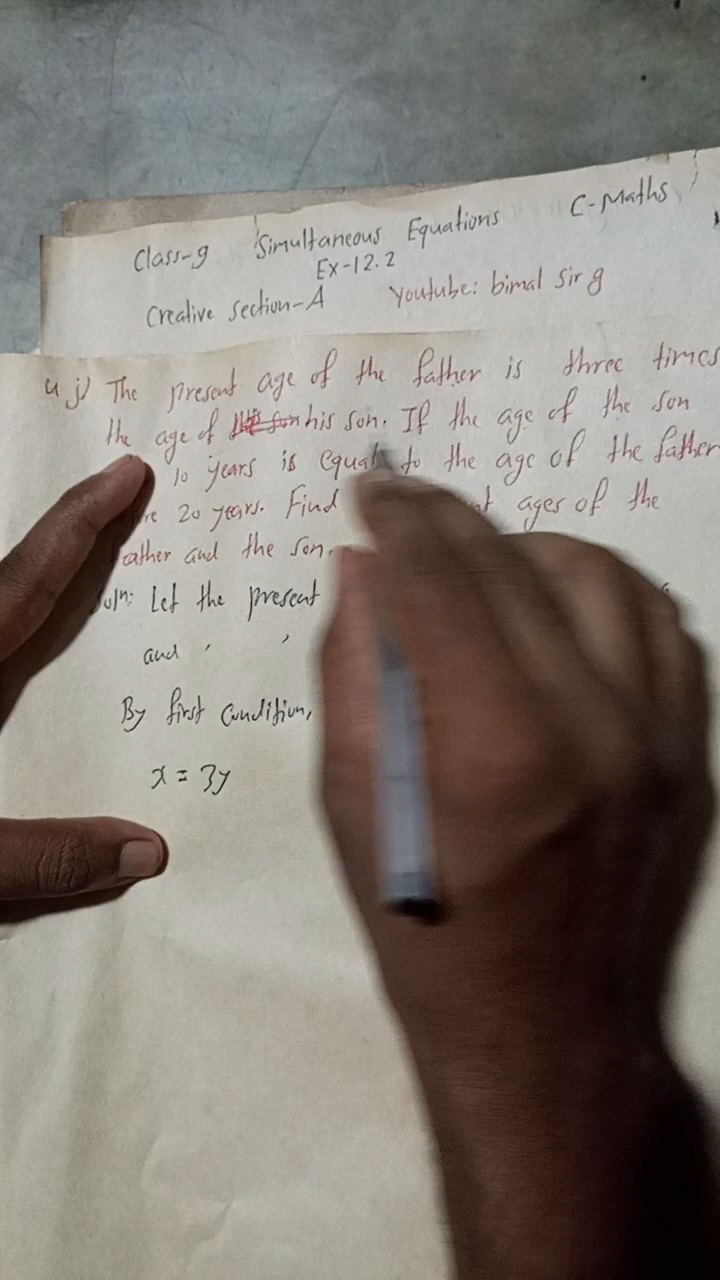 Class-9 Simultaneous Equations C-Maths
Ex-12.2
Creative section-A Youtube: bimal Sir g
4 j) The present age of the father is three times
the age of his son. If the age of the son
10 years is equal to the age of the father
20 years. Find ages of the
father and the son.
Soln: Let the present
and
By first condition,
x = 3y